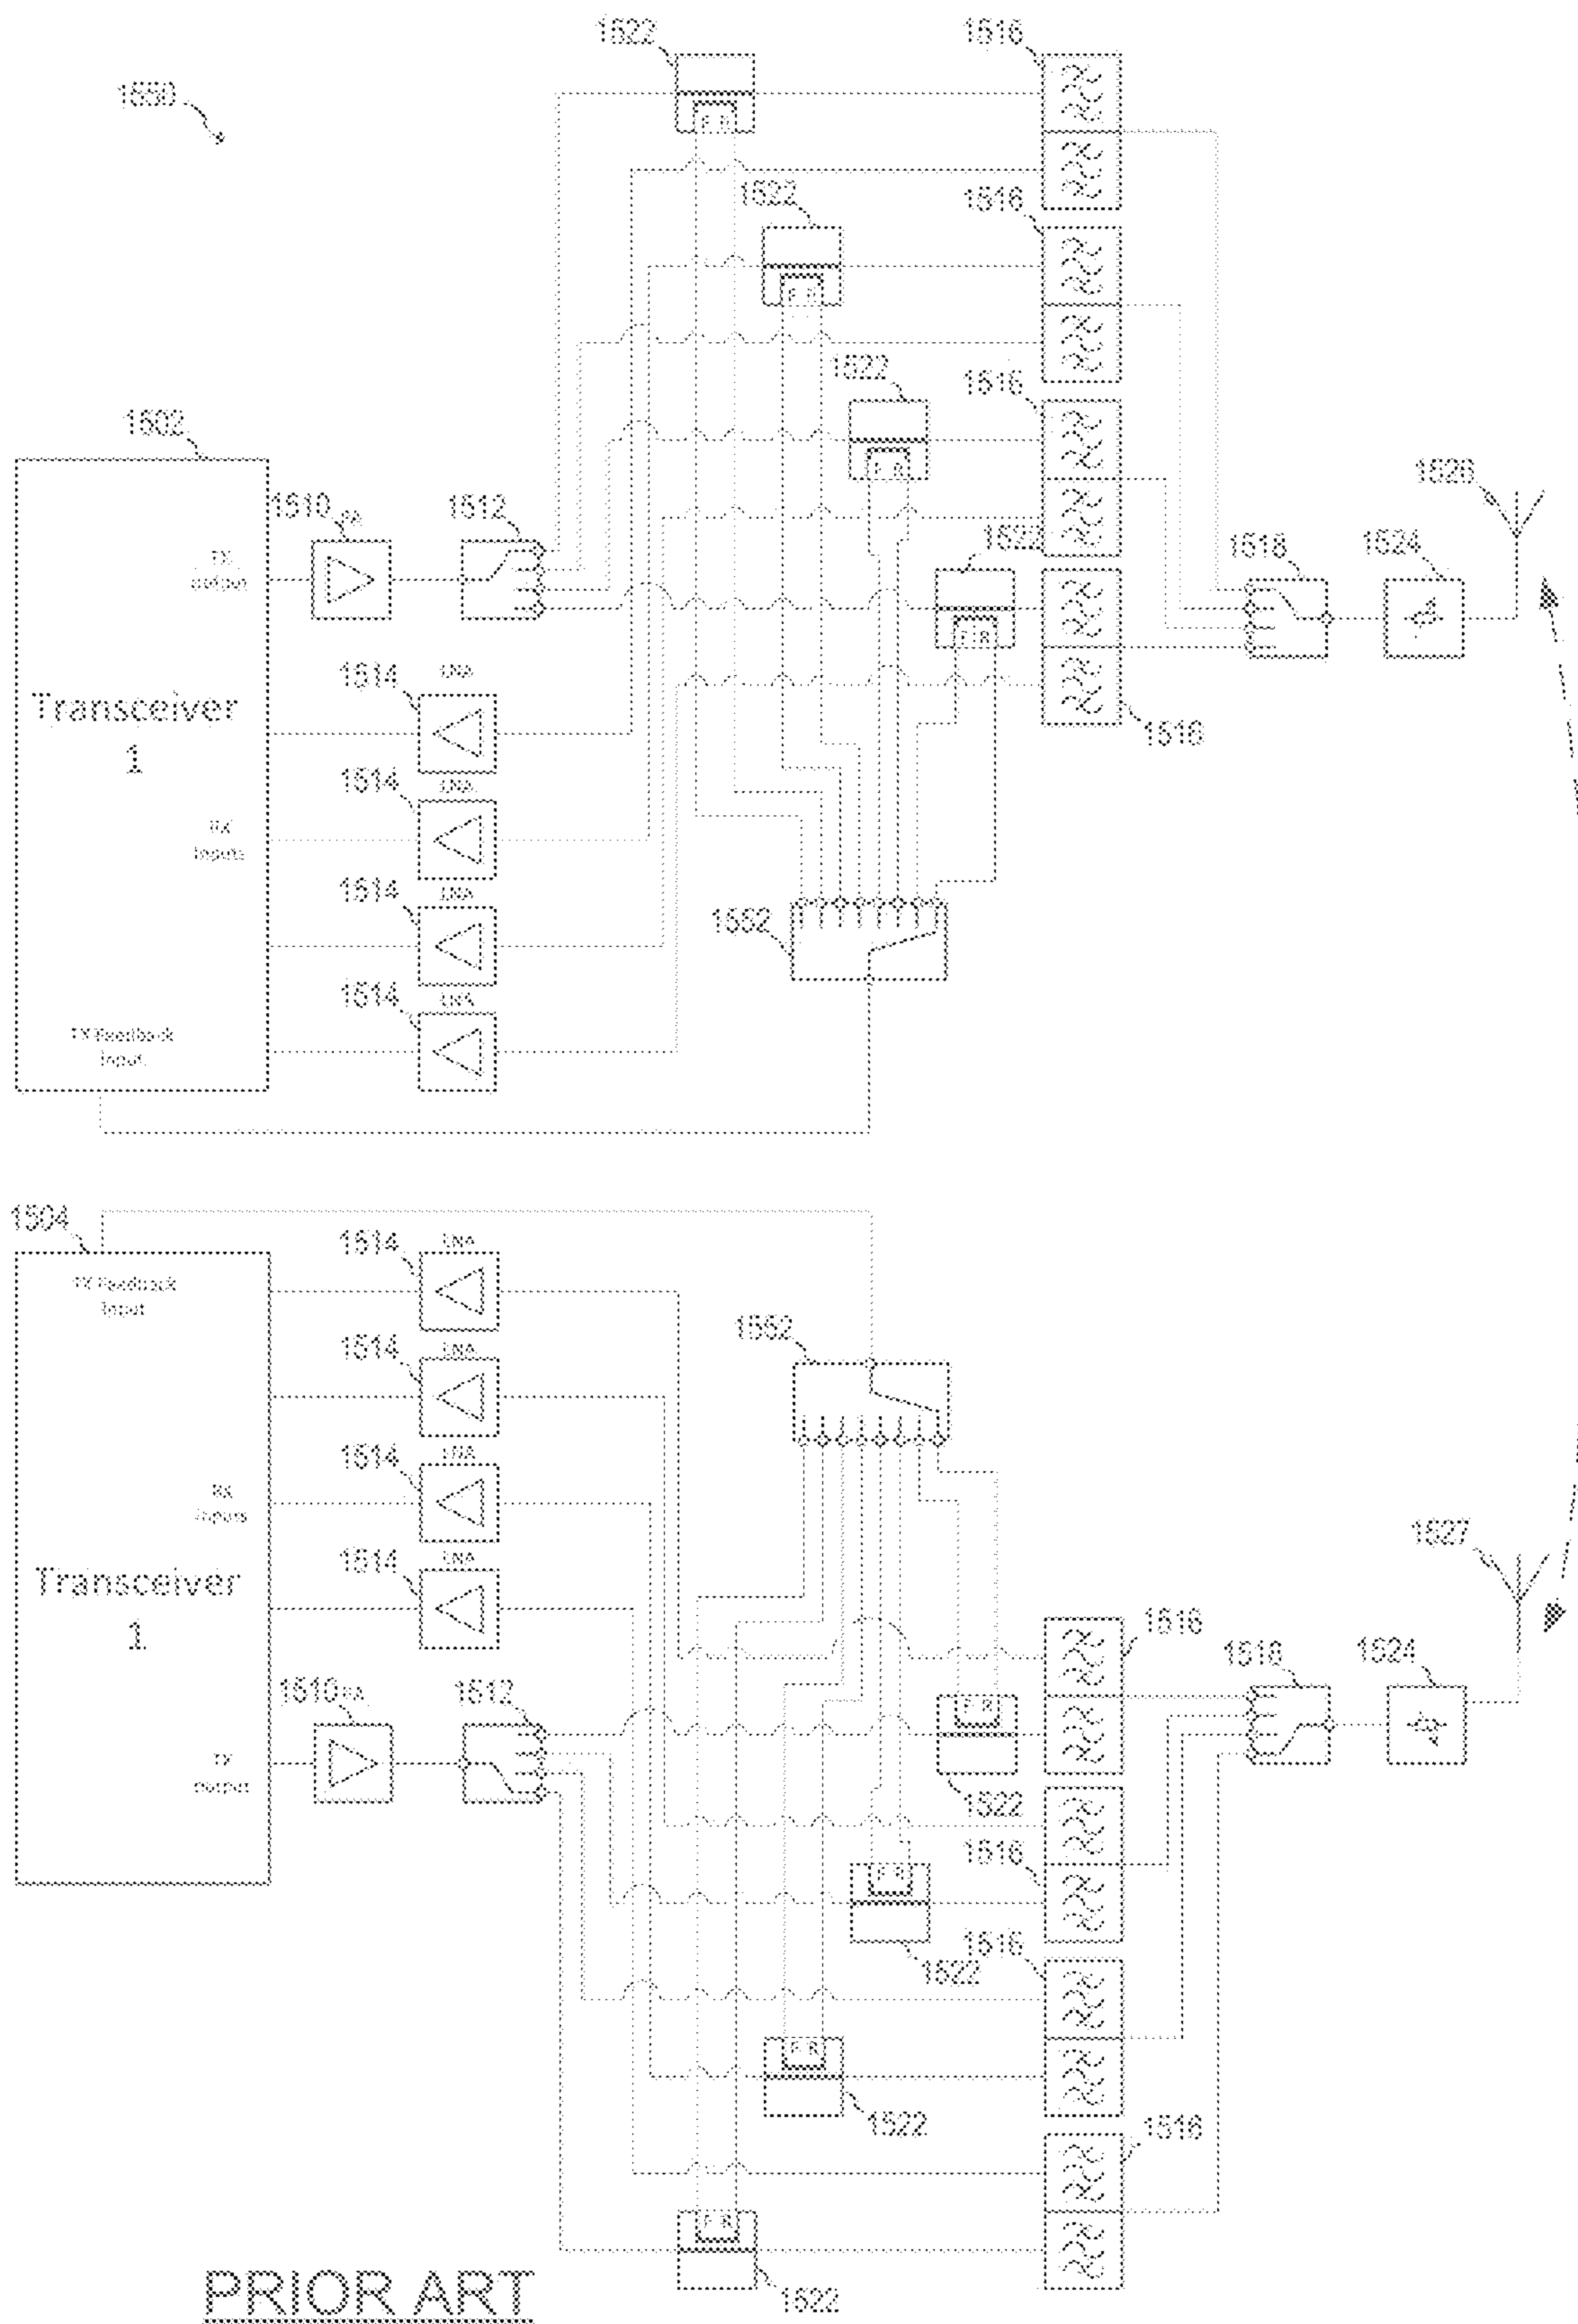 1522
1516
1550
F R
1522
1516
F R
1522
1516
1502
F R
1526
1510 PA
1512
1522
1518
1524
TX
output
F R
1514
LNA
Transceiver
1
1516
1514
LNA
RX
Inputs
1514
LNA
1552
1514
LNA
TX Feedback
Input
1504
1514
LNA
TX Feedback
Input
1552
1514
LNA
1514
LNA
RX
Inputs
1527
1514
LNA
Transceiver
1
1516
1518
1524
1510 PA
1512
F R
TX
output
1522
1516
F R
1516
1522
F R
1522
1516
F R
PRIOR ART
1522